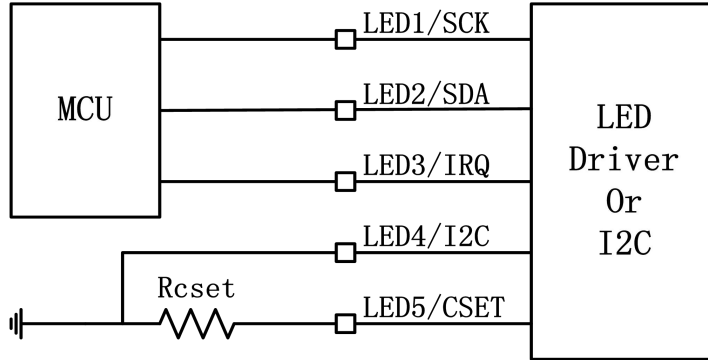 LED1/SCK
MCU
LED2/SDA
LED3/IRQ
LED4/I2C
Rcset
LED5/CSET
LED
Driver
Or
I2C